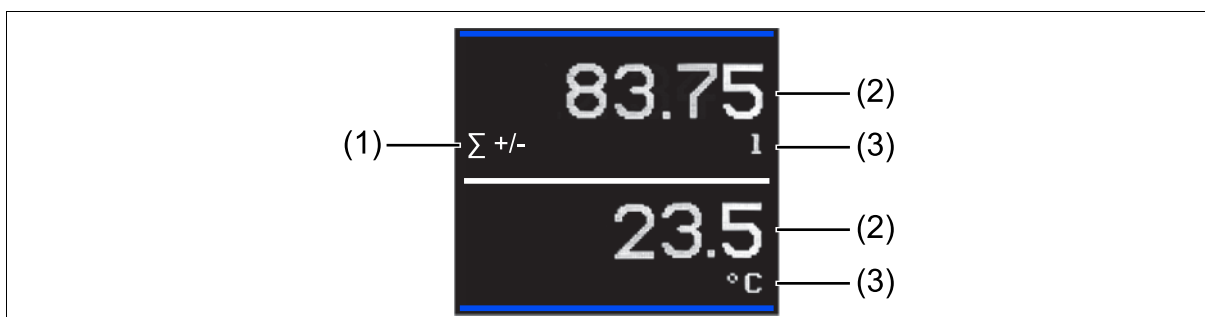 83.75 (2)
(1) ∑ +/- l (3)
23.5 (2)
°C (3)